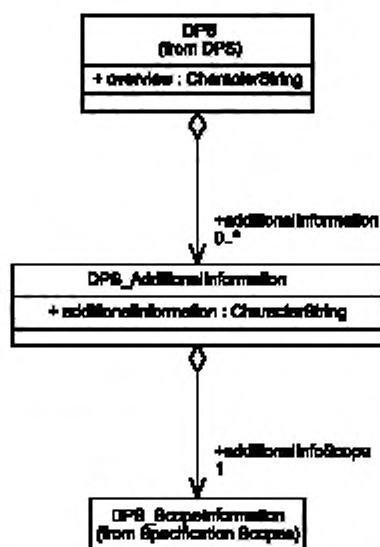 DPS
(from DPS)
+ overview : CharacterString
+additionalInformation
0..*
DPS_AdditionalInformation
+ additionalInformation : CharacterString
+additionalInfoScope
1
DPS_ScopeInformation
(from Specification Scopes)